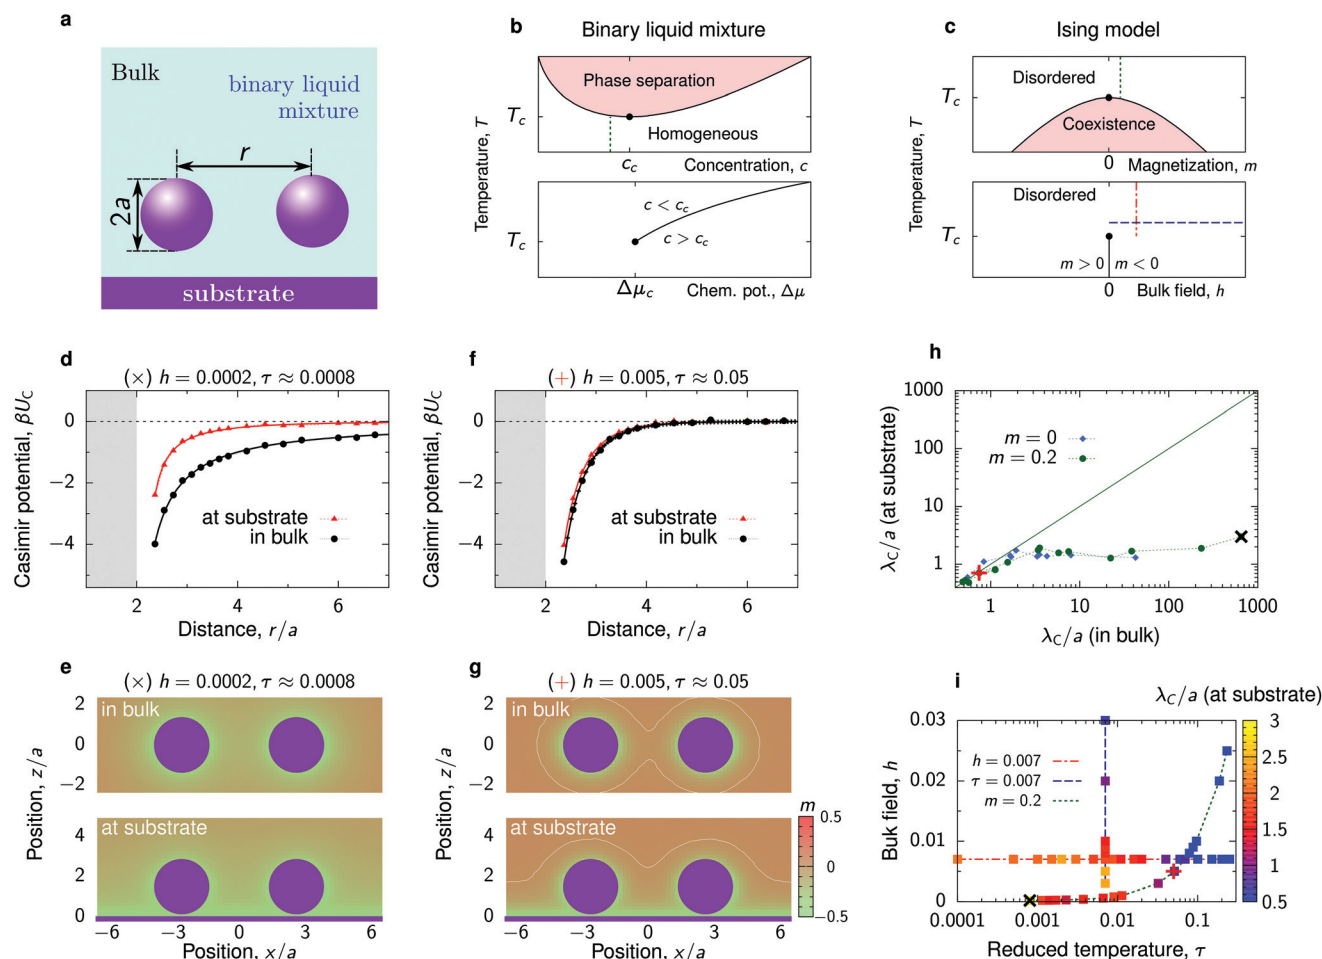 a
Bulk
binary liquid
mixture
r
2a
substrate
b
Binary liquid mixture
Phase separation
T_c
Homogeneous
c_c
Concentration, c
Temperature, T
c < c_c
c > c_c
T_c
Δμ_c
Chem. pot., Δμ
c
Ising model
Disordered
T_c
Coexistence
0
Magnetization, m
Temperature, T
Disordered
T_c
m > 0
m < 0
0
Bulk field, h
d
(×) h = 0.0002, τ ≈ 0.0008
0
−2
−4
Casimir potential, βU_C
at substrate
in bulk
2 4 6
Distance, r/a
f
(+) h = 0.005, τ ≈ 0.05
0
−2
−4
Casimir potential, βU_C
at substrate
in bulk
2 4 6
Distance, r/a
h
1000
100
10
1
λ_C/a (at substrate)
m = 0
m = 0.2
1 10 100 1000
λ_C/a (in bulk)
e
(×) h = 0.0002, τ ≈ 0.0008
in bulk
2
0
−2
Position, z/a
at substrate
4
2
0
−6 −3 0 3 6
Position, x/a
g
(+) h = 0.005, τ ≈ 0.05
in bulk
2
0
−2
Position, z/a
at substrate
4
2
0
−6 −3 0 3 6
Position, x/a
m
0.5
0
−0.5
i
λ_C/a (at substrate)
0.03
0.02
0.01
0
Bulk field, h
h = 0.007
τ = 0.007
m = 0.2
0.0001 0.001 0.01 0.1
Reduced temperature, τ
3
2.5
2
1.5
1
0.5